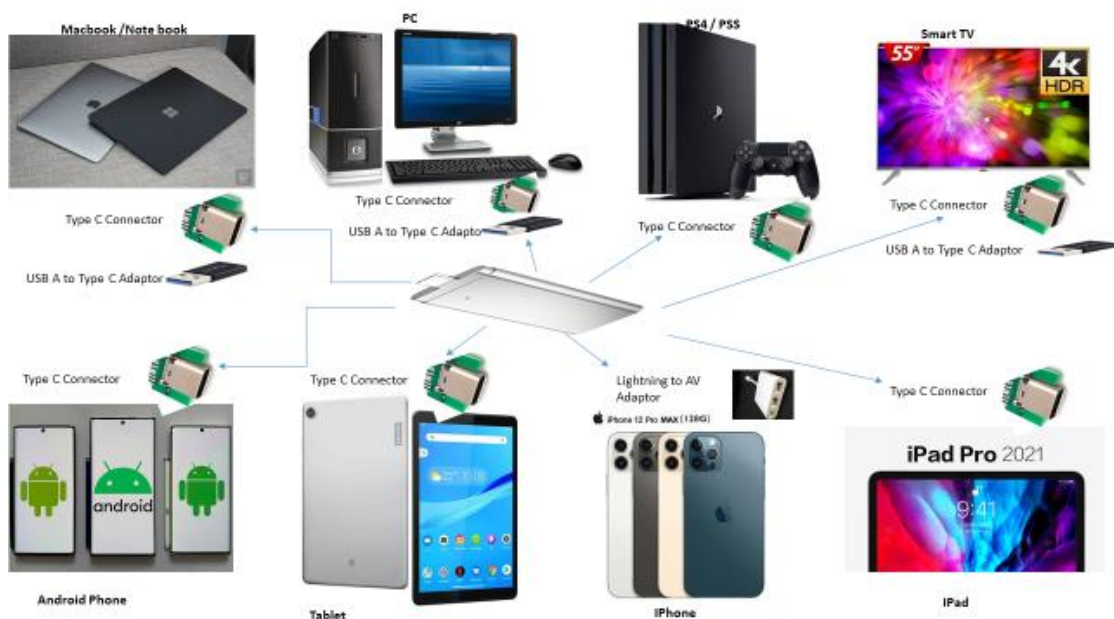 Macbook /Note book
PC
PS4 / PSS
Smart TV
55"
4K
HDR
Type C Connector
USB A to Type C Adaptor
Type C Connector
USB A to Type C Adapto
Type C Connector
Type C Connector
USB A to Type C Adaptor
Type C Connector
Type C Connector
Lightning to AV
Adaptor
Type C Connector
iPhone 12 Pro MAX (128G)
android
iPad Pro 2021
9:41
Android Phone
Tablet
IPhone
IPad